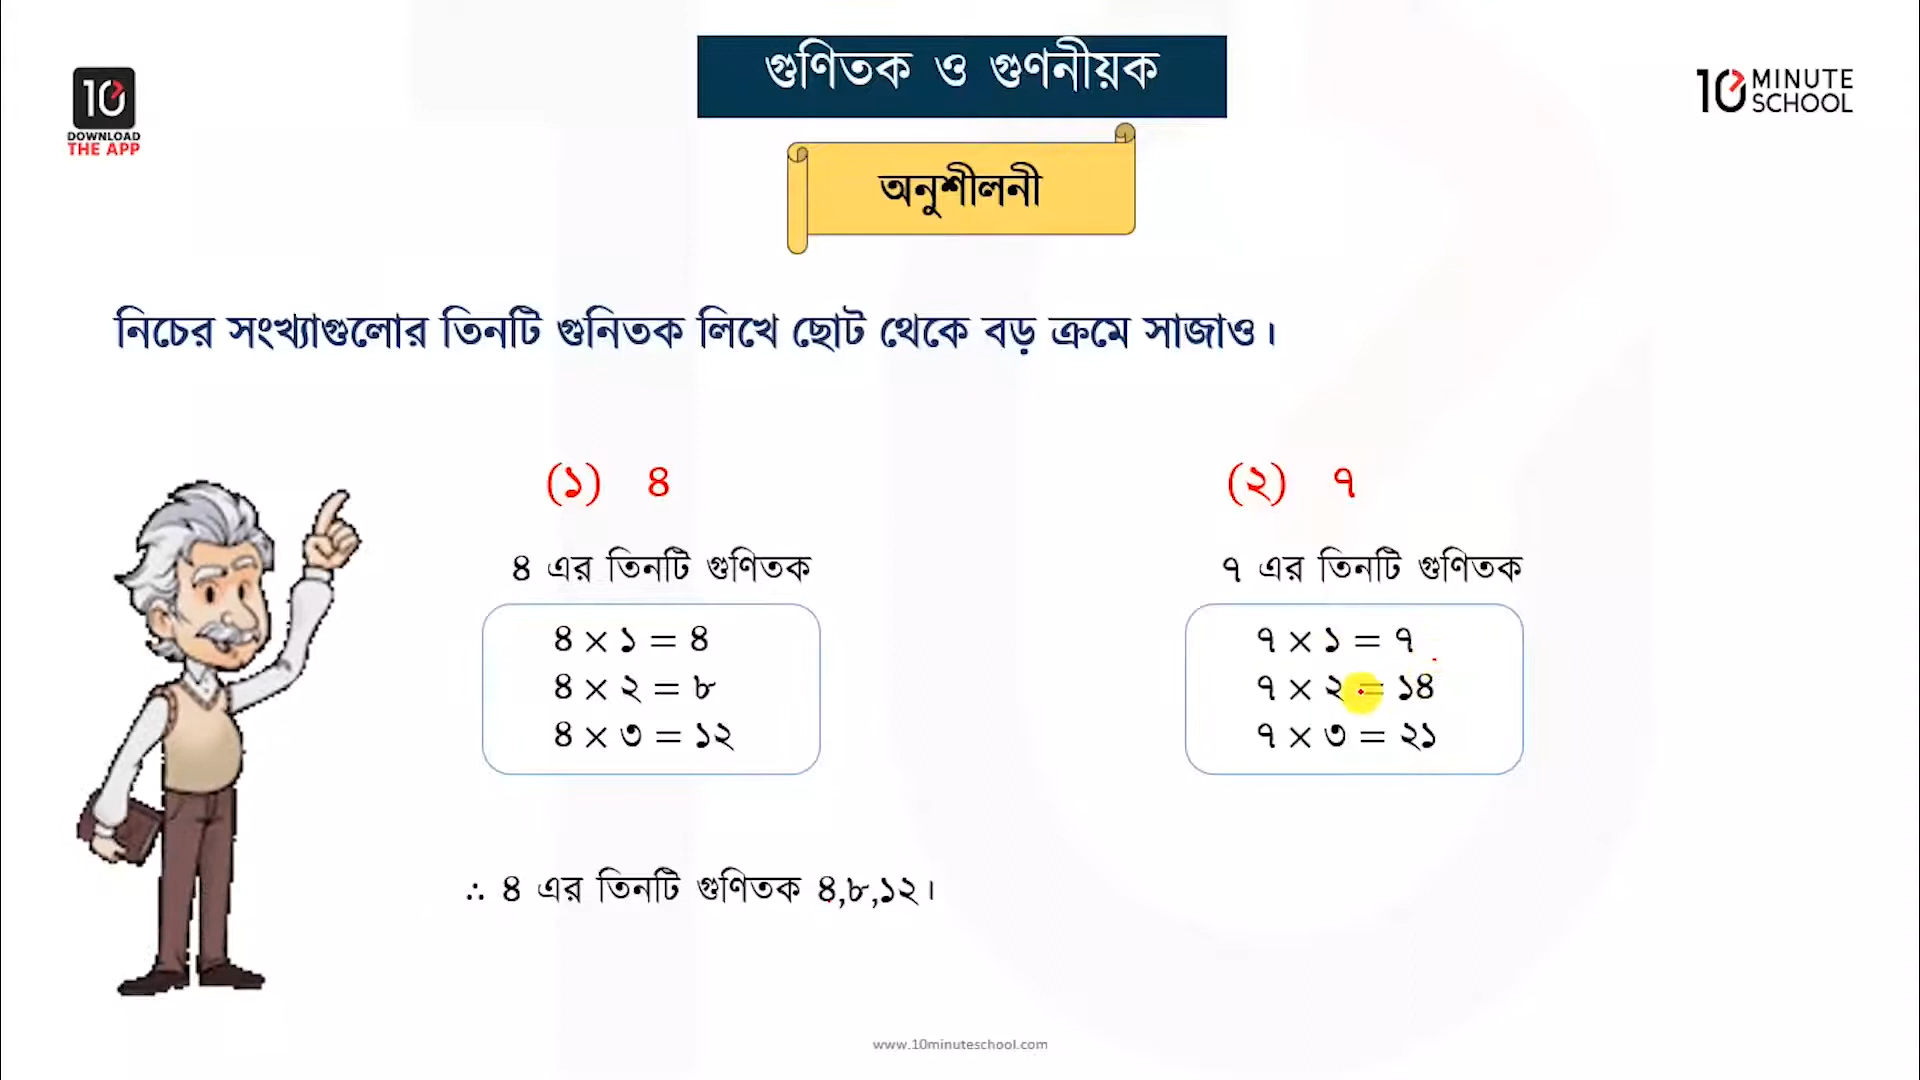 গুণিতক ও গুণনীয়ক
10
DOWNLOAD
THE APP
10 MINUTE
SCHOOL
অনুশীলনী
নিচের সংখ্যাগুলোর তিনটি গুনিতক লিখে ছোট থেকে বড় ক্রমে সাজাও।
(১) ৪
৪ এর তিনটি গুণিতক
৪ × ১ = ৪
৪ × ২ = ৮
৪ × ৩ = ১২
∴ ৪ এর তিনটি গুণিতক ৪,৮,১২।
(২) ৭
৭ এর তিনটি গুণিতক
৭ × ১ = ৭
৭ × ২ = ১৪
৭ × ৩ = ২১
www.10minuteschool.com